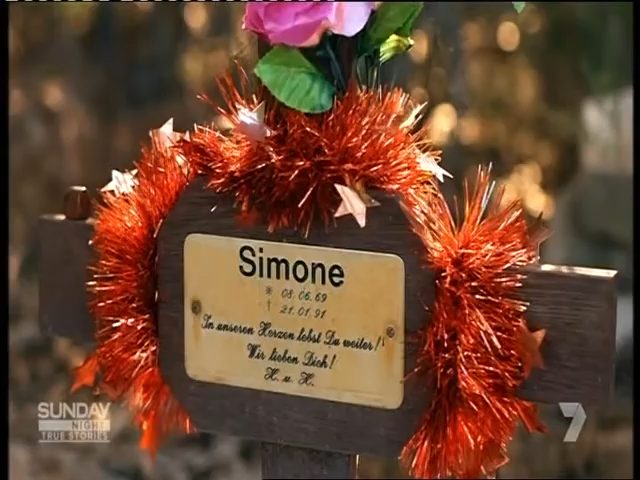 Simone
* 08.06.69
† 21.01.91
In unseren Herzen lebst Du weiter!
Wir lieben Dich!
H. u. H.
SUNDAY
NIGHT
TRUE STORIES
7